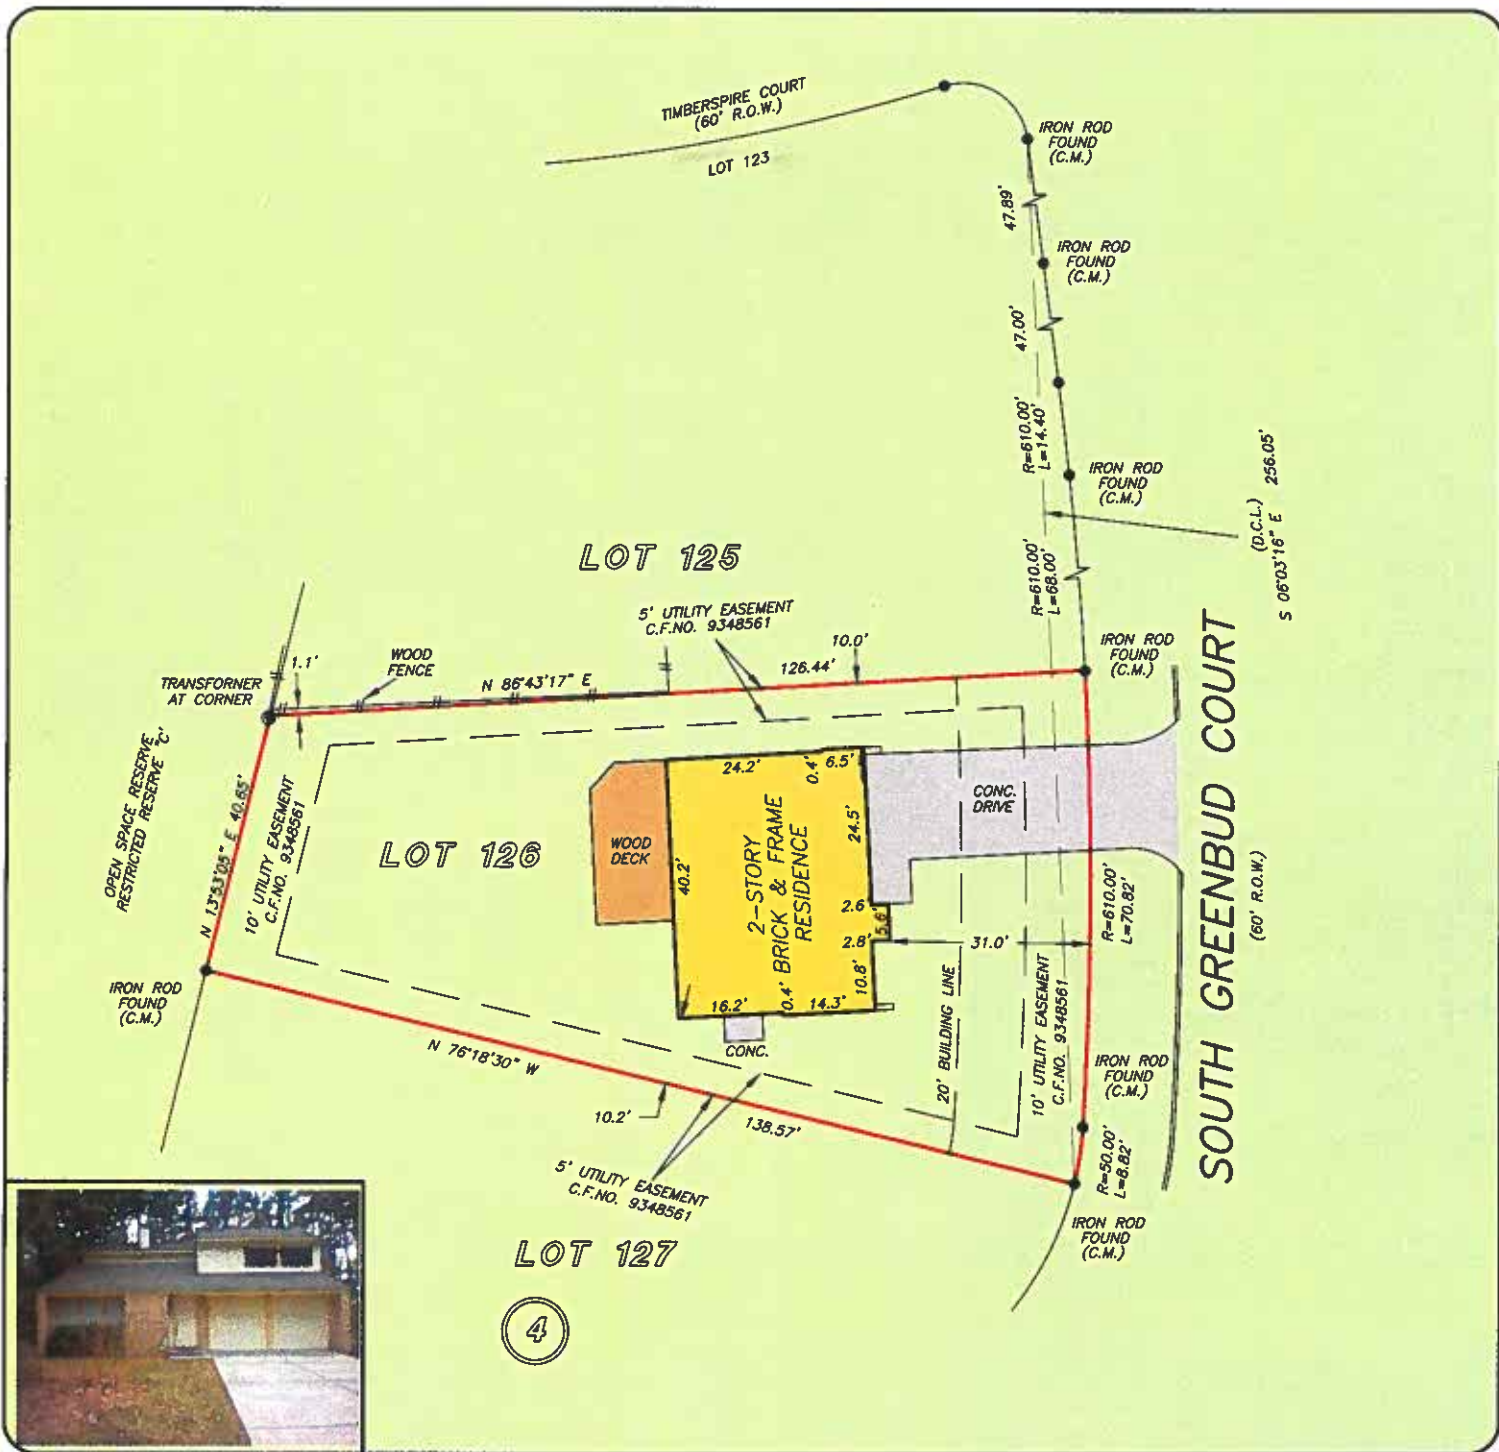 TIMBERSPIRE COURT
(60' R.O.W.)
LOT 123
IRON ROD
FOUND
(C.M.)
47.89'
IRON ROD
FOUND
(C.M.)
47.00'
R=610.00'
L=14.40'
IRON ROD
FOUND
(C.M.)
(D.C.L.)
S 06°03'16" E 256.05'
LOT 125
R=610.00'
L=68.00'
5' UTILITY EASEMENT
C.F.NO. 9348561
10.0'
126.44'
IRON ROD
FOUND
(C.M.)
WOOD
FENCE
1.1'
N 86°43'17" E
TRANSFORNER
AT CORNER
OPEN SPACE RESERVE
RESTRICTED RESERVE "C"
N 13°53'05" E 40.65'
10' UTILITY EASEMENT
C.F.NO. 9348561
24.2'
0.4'
6.5'
CONC.
DRIVE
LOT 126
WOOD
DECK
40.2'
2-STORY
BRICK & FRAME
RESIDENCE
24.5'
2.6'
5.6'
2.8'
31.0'
10.8'
16.2'
0.4'
14.3'
CONC.
20' BUILDING LINE
10' UTILITY EASEMENT
C.F.NO. 9348561
R=610.00'
L=70.82'
SOUTH GREENBUD COURT
(60' R.O.W.)
IRON ROD
FOUND
(C.M.)
N 76°18'30" W
10.2'
138.57'
5' UTILITY EASEMENT
C.F.NO. 9348561
IRON ROD
FOUND
(C.M.)
R=50.00'
L=8.82'
IRON ROD
FOUND
(C.M.)
LOT 127
4